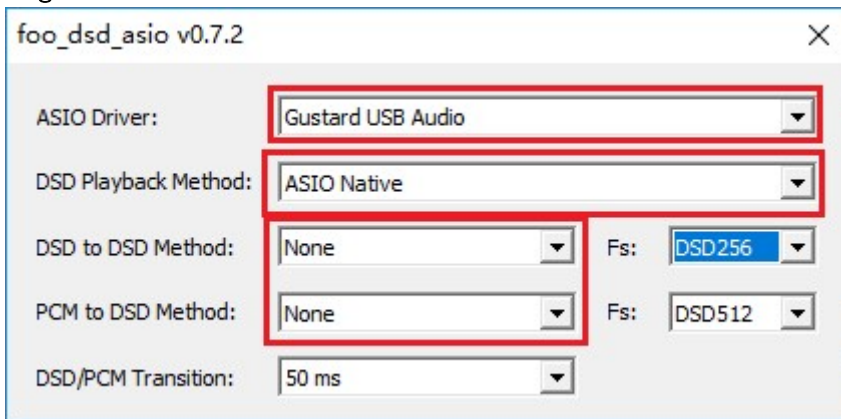 foo_dsd_asio v0.7.2
ASIO Driver: Gustard USB Audio
DSD Playback Method: ASIO Native
DSD to DSD Method: None Fs: DSD256
PCM to DSD Method: None Fs: DSD512
DSD/PCM Transition: 50 ms